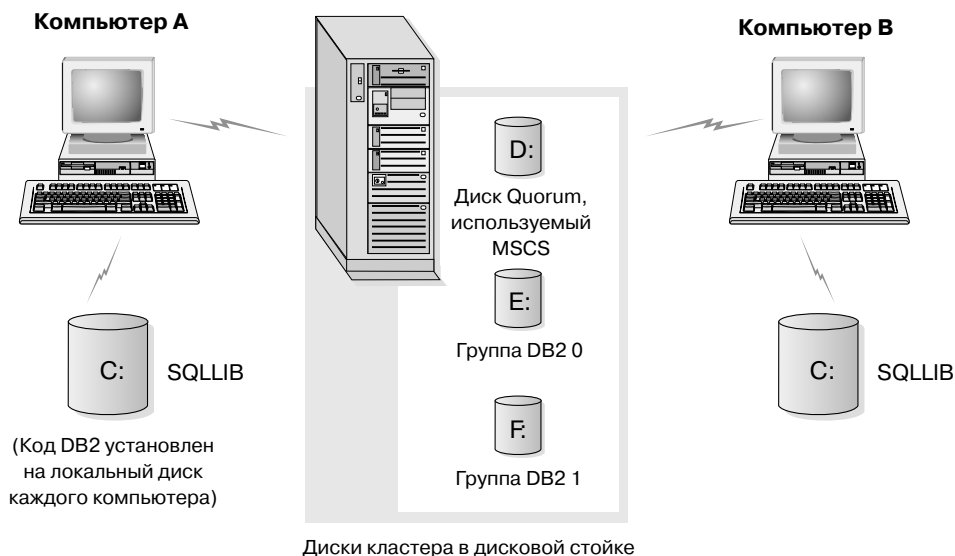 Компьютер A
Компьютер B
D:
Диск Quorum,
используемый
MSCS
E:
Группа DB2 0
C:
SQLLIB
C:
SQLLIB
F:
Группа DB2 1
(Код DB2 установлен
на локальный диск
каждого компьютера)
Диски кластера в дисковой стойке